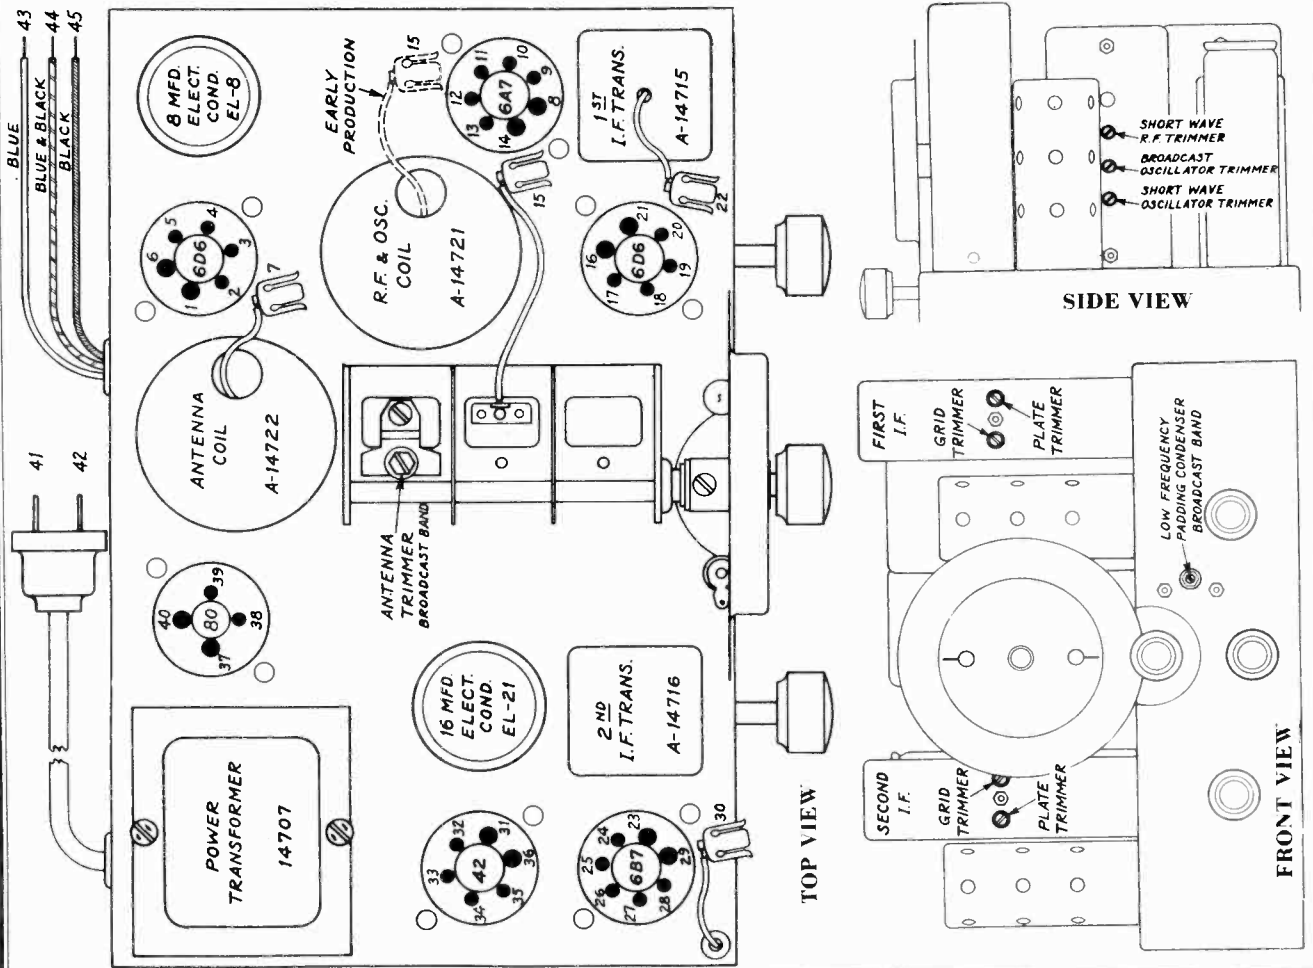 43
44
45
BLUE
BLUE & BLACK
BLACK
8 MFD.
ELECT.
COND.
EL-8
EARLY
PRODUCTION
15
6A7
8
9
10
11
12
13
14
1ST
I.F. TRANS.
A-14715
22
6D6
1
2
3
4
5
6
7
R.F. & OSC.
COIL
A-14721
15
6D6
16
17
18
19
20
21
ANTENNA
COIL
A-14722
41
42
ANTENNA
TRIMMER
BROADCAST BAND
80
37
38
39
40
16 MFD.
ELECT.
COND.
EL-21
2ND
I.F. TRANS.
A-14716
POWER
TRANSFORMER
14707
42
31
32
33
34
35
36
6B7
23
24
25
26
27
28
29
30
TOP VIEW
SHORT WAVE
R.F. TRIMMER
BROADCAST
OSCILLATOR TRIMMER
SHORT WAVE
OSCILLATOR TRIMMER
SIDE VIEW
FIRST
I.F.
GRID
TRIMMER
PLATE
TRIMMER
LOW FREQUENCY
PADDING CONDENSER
BROADCAST BAND
SECOND
I.F.
GRID
TRIMMER
PLATE
TRIMMER
FRONT VIEW